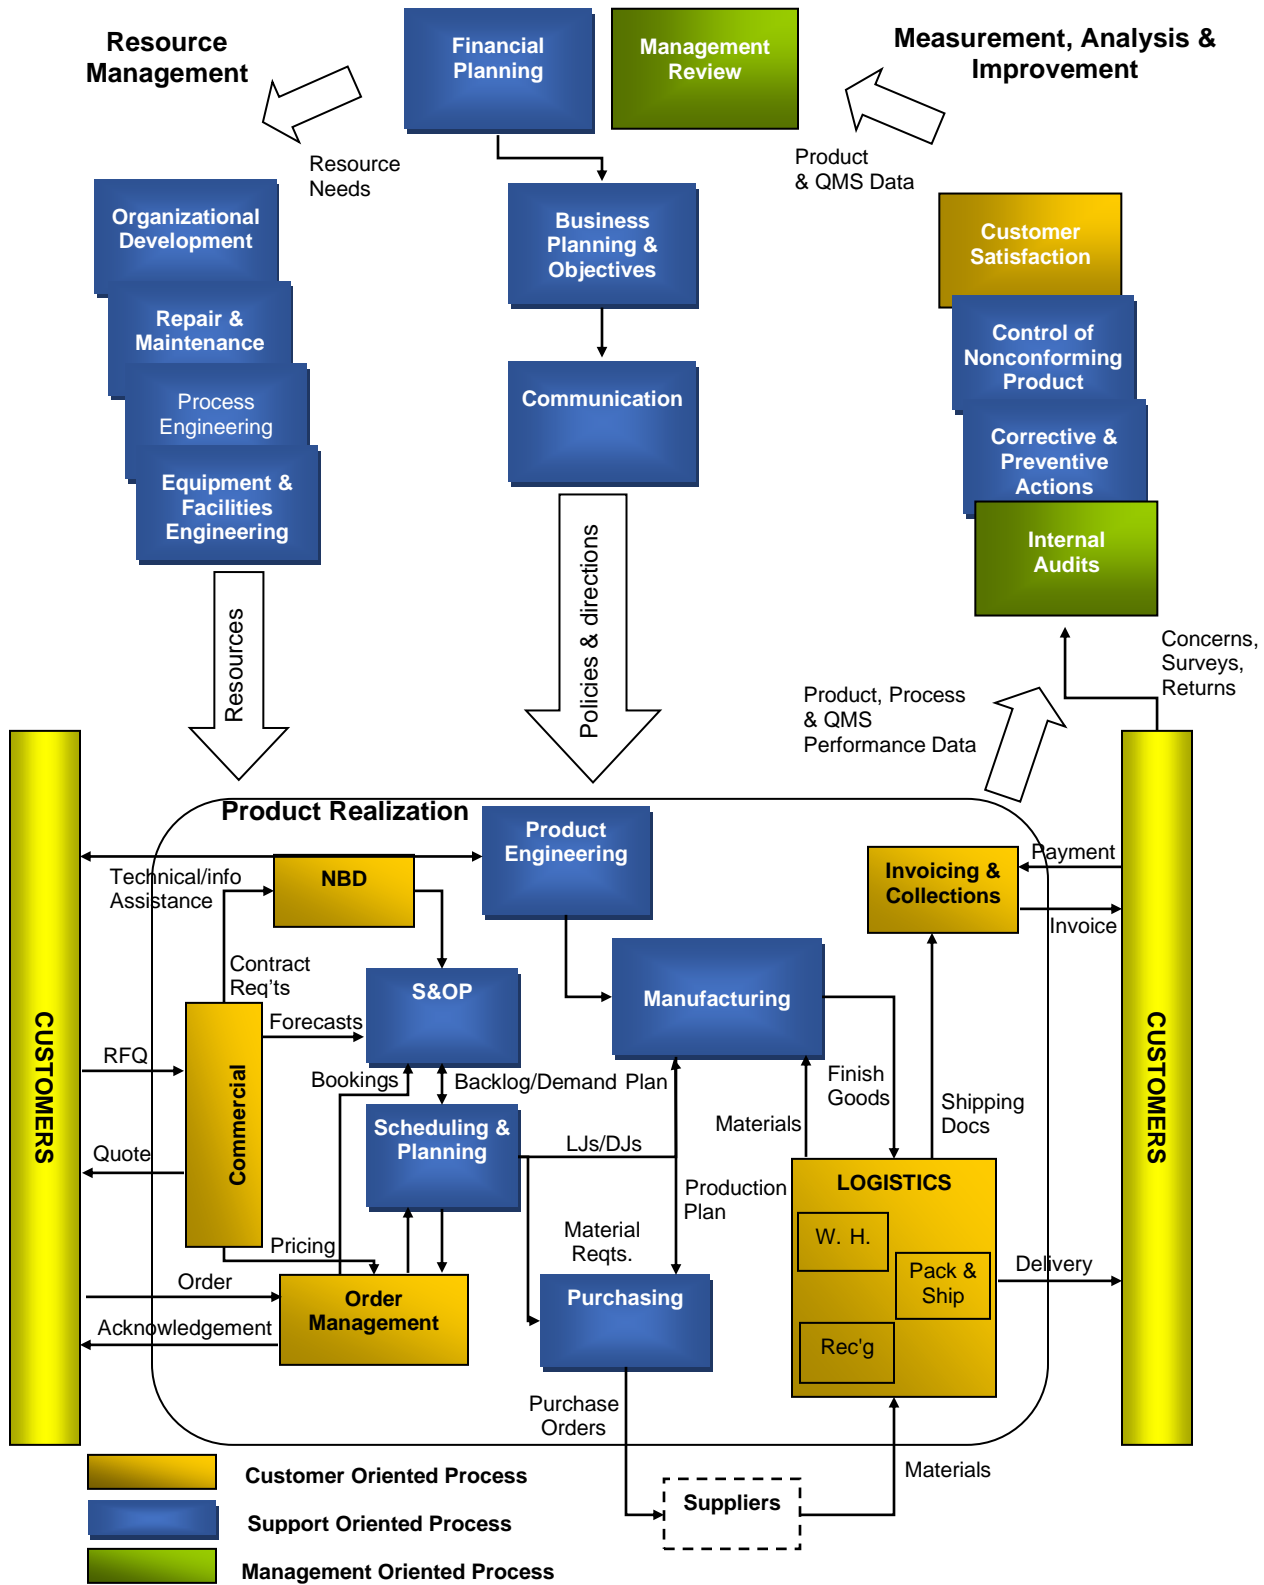 Resource
Management
Financial
Planning
Management
Review
Measurement, Analysis &
Improvement
Resource
Needs
Product
& QMS Data
Organizational
Development
Repair &
Maintenance
Process
Engineering
Equipment &
Facilities
Engineering
Business
Planning &
Objectives
Communication
Customer
Satisfaction
Control of
Nonconforming
Product
Corrective &
Preventive
Actions
Internal
Audits
Resources
Policies & directions
Concerns,
Surveys,
Returns
Product, Process
& QMS
Performance Data
CUSTOMERS
Product Realization
Product
Engineering
Technical/info
Assistance
NBD
Invoicing &
Collections
Payment
Invoice
Contract
Req'ts
S&OP
Manufacturing
Forecasts
RFQ
Commercial
Bookings
Backlog/Demand Plan
Finish
Goods
Shipping
Docs
Materials
Scheduling &
Planning
LJs/DJs
Quote
Production
Plan
LOGISTICS
W. H.
Pack &
Ship
Rec'g
Material
Reqts.
Pricing
Order
Order
Management
Acknowledgement
Purchasing
Delivery
CUSTOMERS
Purchase
Orders
Materials
Suppliers
Customer Oriented Process
Support Oriented Process
Management Oriented Process